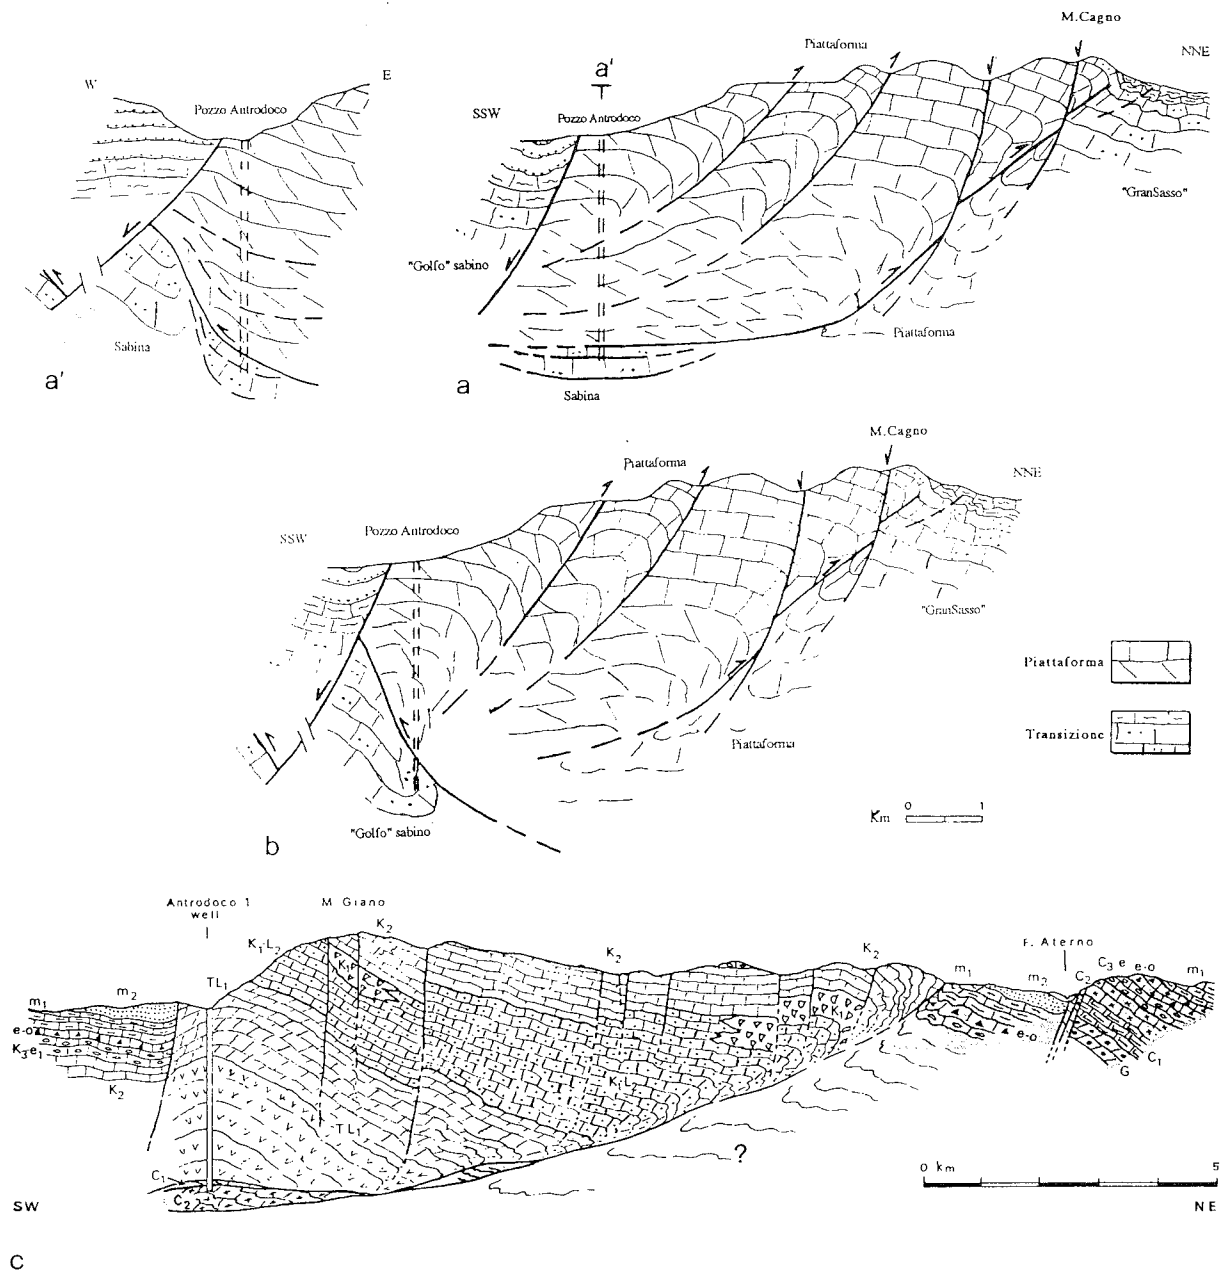 W
E
Pozzo Antrodoco
Sabina
a'
M.Cagno
Piattaforma
NNE
a'
SSW
Pozzo Antrodoco
"GranSasso"
"Golfo" sabino
Piattaforma
a
Sabina
M.Cagno
Piattaforma
NNE
Pozzo Antrodoco
SSW
"GranSasso"
Piattaforma
Piattaforma
Transizione
"Golfo" sabino
Km 0 1
b
Antrodoco 1
well
M Giano
K2
K1-L2
K1
K2
K2
F. Aterno
C3 e e-o
C2
m1
m2
TL1
m1
m2
m1
e-o
K3e1
K2
K1
e-o
C1
G
K1L2
TL1
?
0 km 5
C1
C2
SW
NE
C